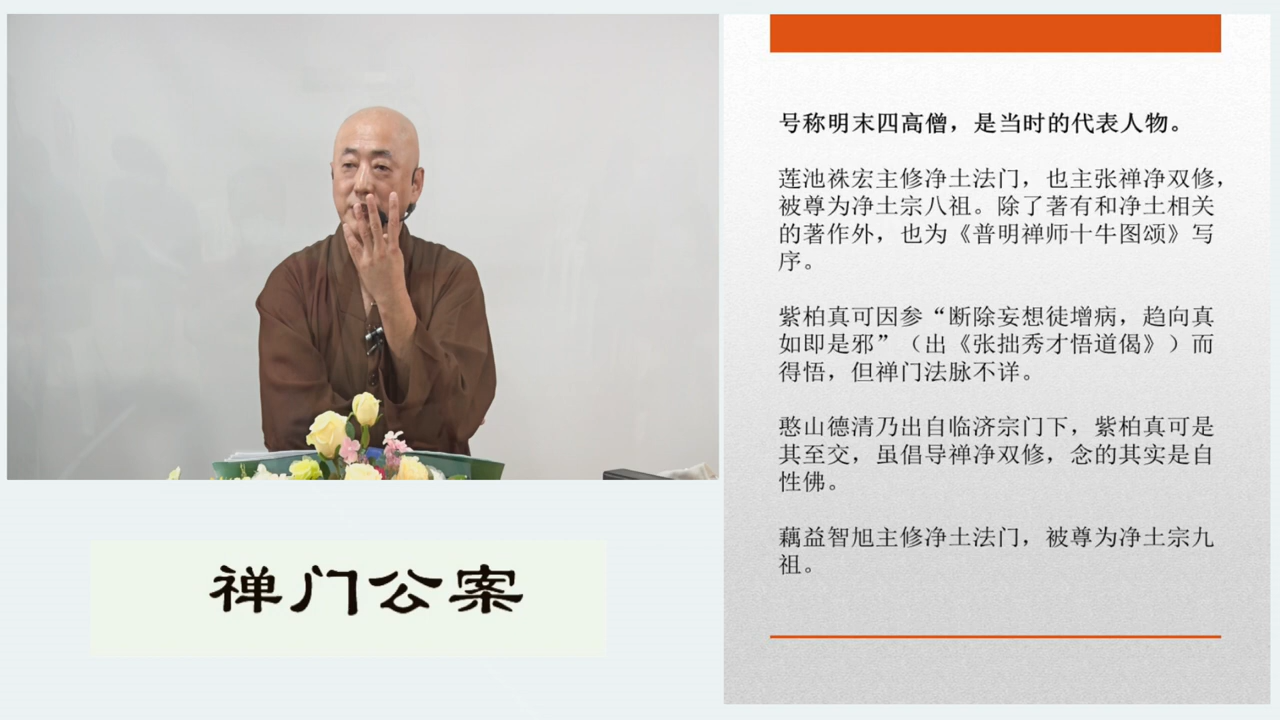 号称明末四高僧，是当时的代表人物。
莲池袾宏主修净土法门，也主张禅净双修，
被尊为净土宗八祖。除了著有和净土相关
的著作外，也为《普明禅师十牛图颂》写
序。
紫柏真可因参“断除妄想徒增病，趋向真
如即是邪”（出《张拙秀才悟道偈》）而
得悟，但禅门法脉不详。
憨山德清乃出自临济宗门下，紫柏真可是
其至交，虽倡导禅净双修，念的其实是自
性佛。
藕益智旭主修净土法门，被尊为净土宗九
祖。
禅门公案